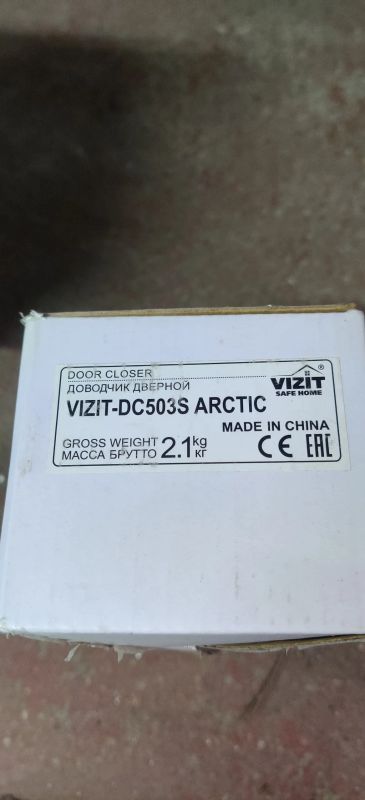 DOOR CLOSER
ДОВОДЧИК ДВЕРНОЙ
VIZIT®
SAFE HOME
VIZIT-DC503S ARCTIC
MADE IN CHINA
GROSS WEIGHT 2.1 kg
МАССА БРУТТО КГ
CE EAC